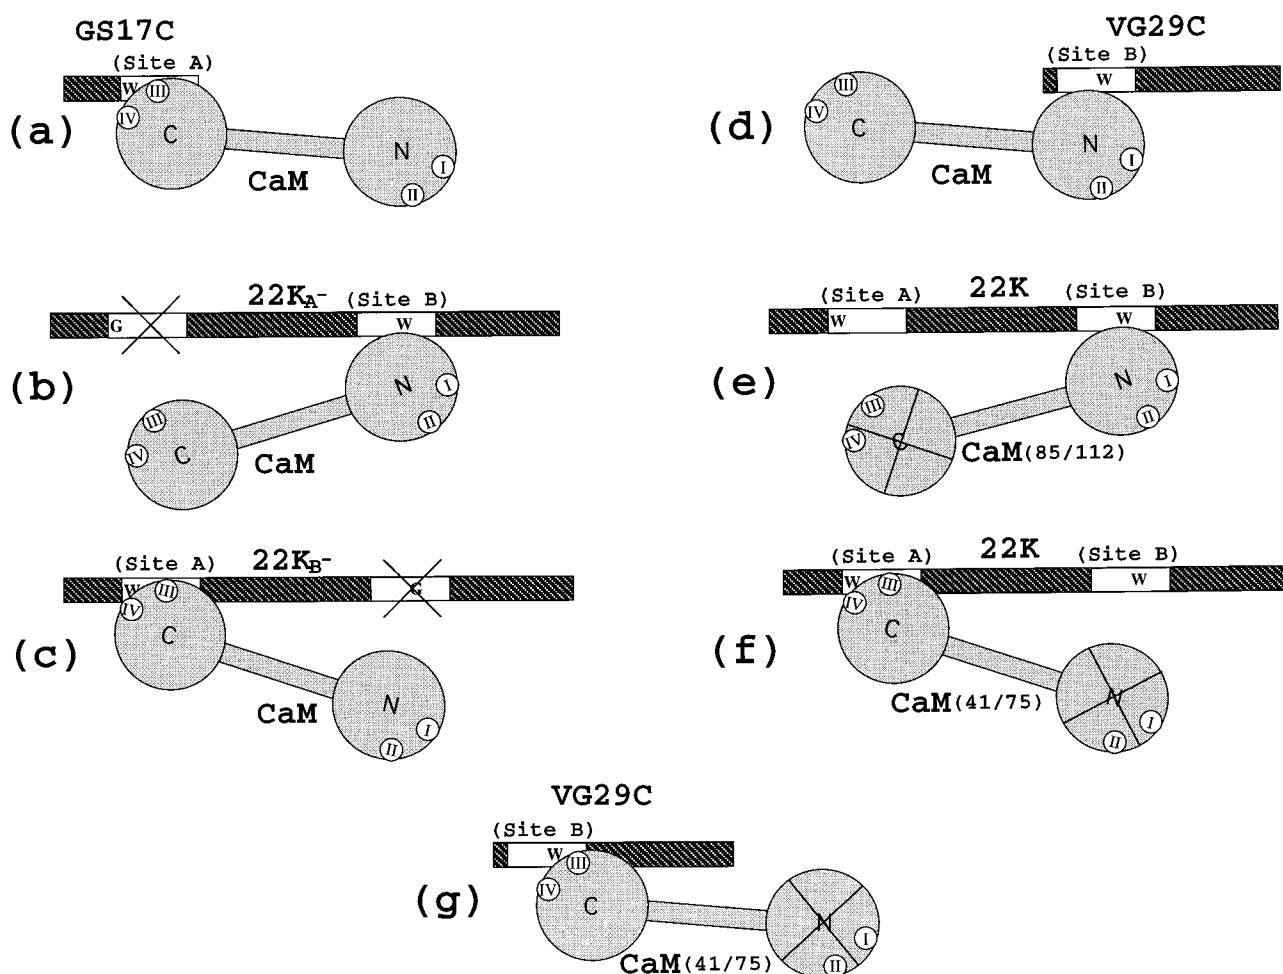 GS17C
(Site A)
W
III
IV
C
N
I
II
(a)
CaM
VG29C
(Site B)
W
III
IV
C
N
I
II
(d)
CaM
22KA- (Site B)
G
W
N
I
II
(b)
III
IV
C
CaM
(Site A) 22K (Site B)
W
W
N
I
II
(e)
III
IV
C
CaM(85/112)
(Site A) 22KB-
W
III
G
IV
C
(c)
N
I
II
CaM
(Site A) 22K (Site B)
W
III
W
IV
C
(f)
N
I
II
CaM(41/75)
VG29C
(Site B)
W
III
IV
C
N
I
II
(g)
CaM(41/75)